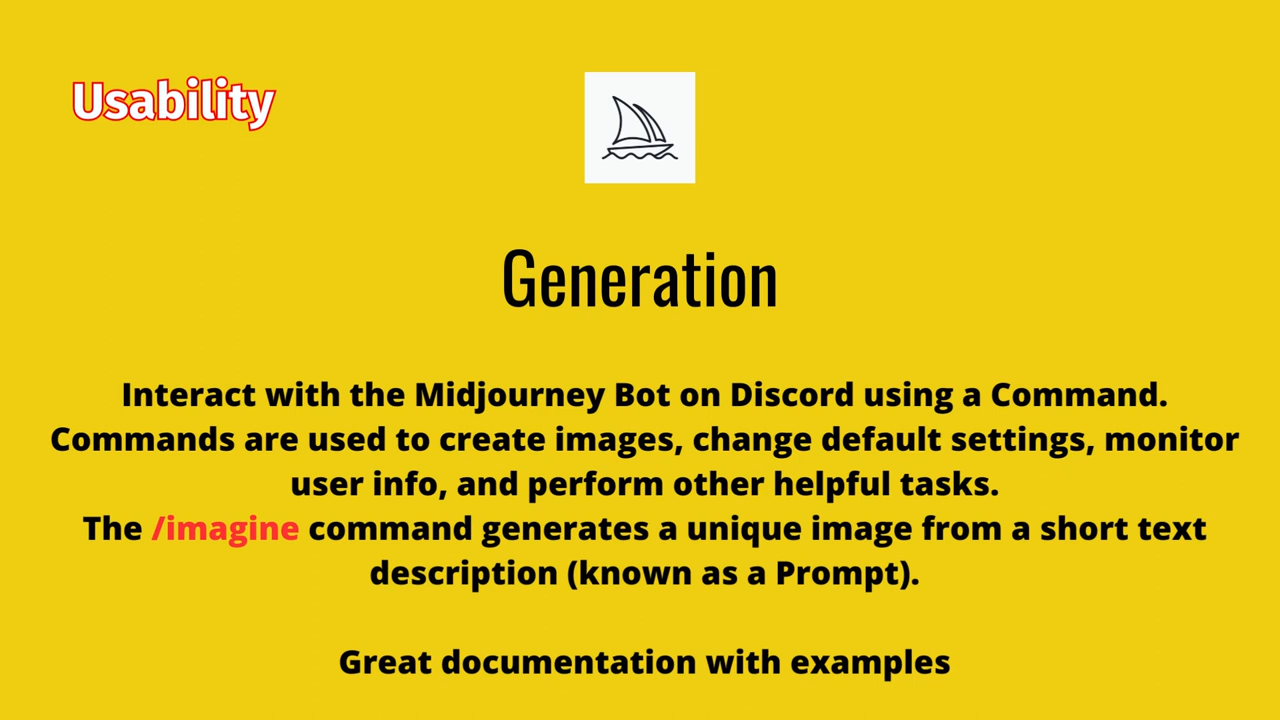 Usability
Generation
Interact with the Midjourney Bot on Discord using a Command.
Commands are used to create images, change default settings, monitor
user info, and perform other helpful tasks.
The /imagine command generates a unique image from a short text
description (known as a Prompt).
Great documentation with examples